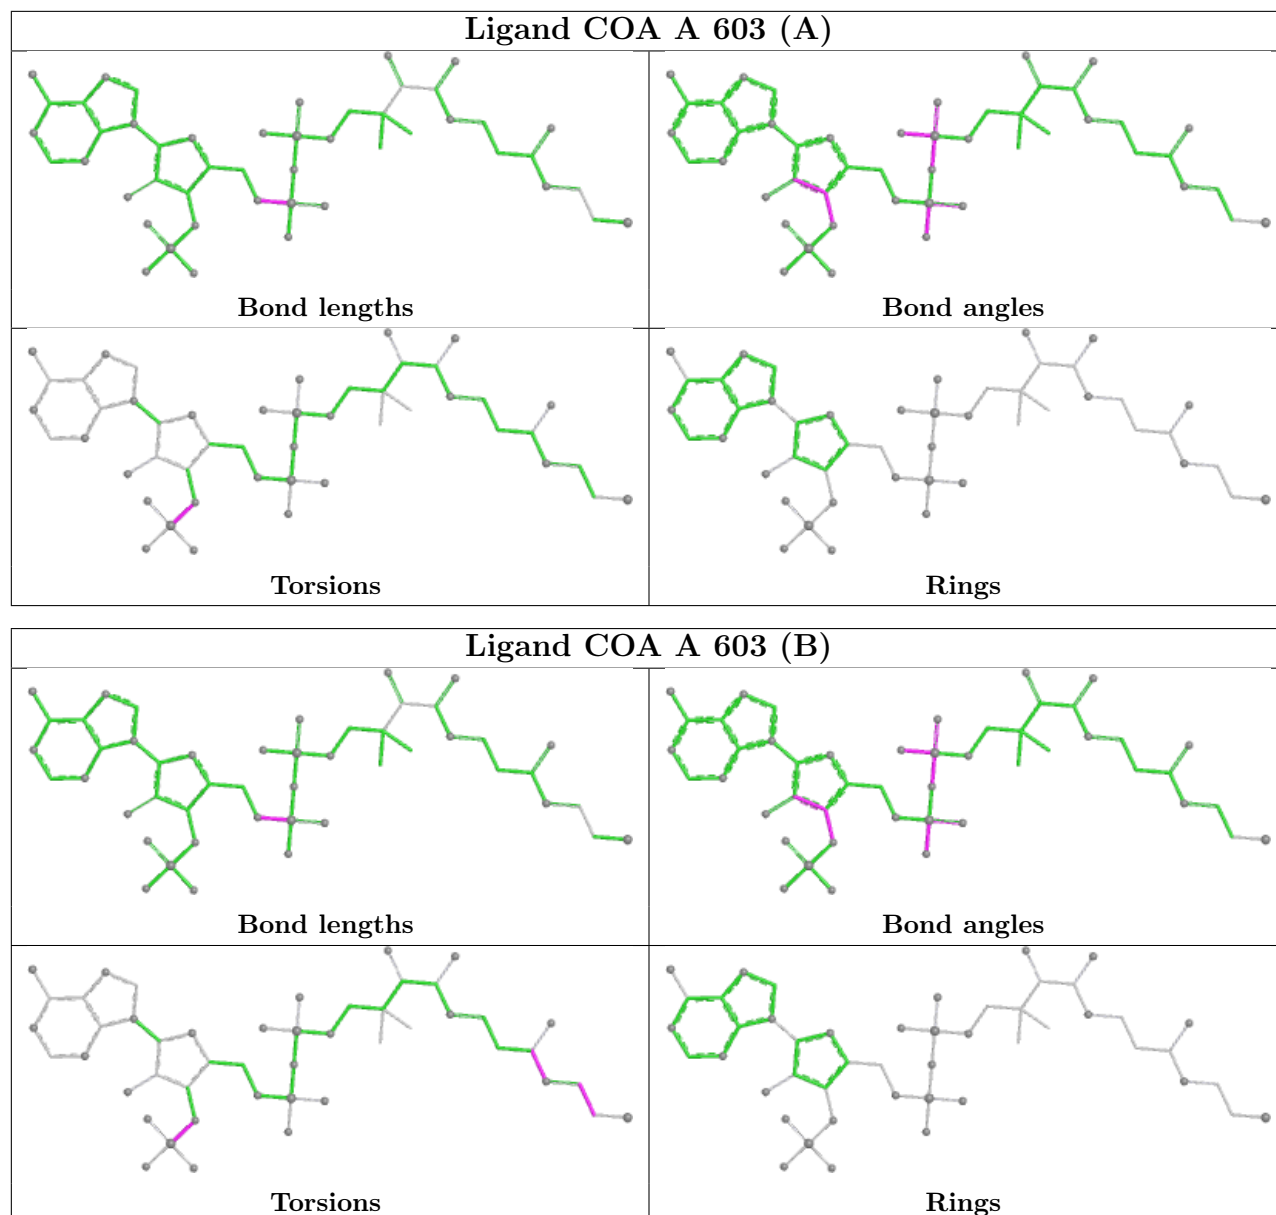 Ligand COA A 603 (A)
Bond lengths
Bond angles
Torsions
Rings
Ligand COA A 603 (B)
Bond lengths
Bond angles
Torsions
Rings